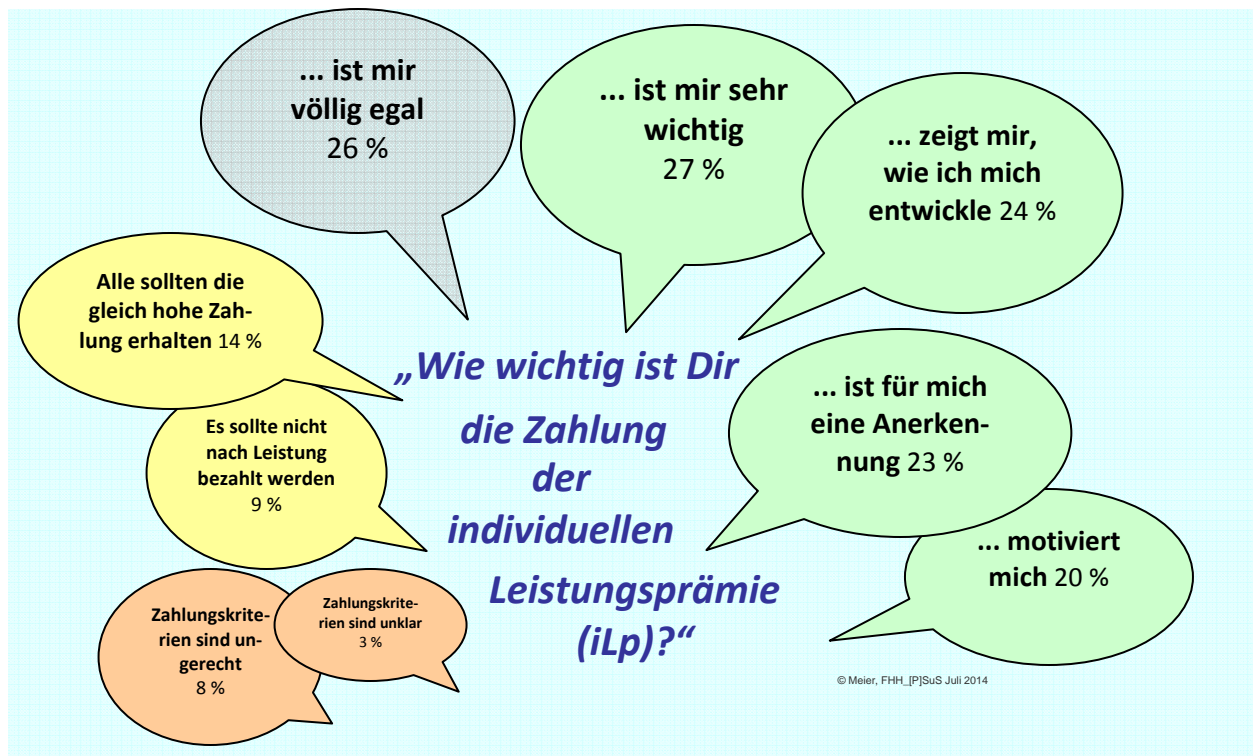 ... ist mir
völlig egal
26 %
... ist mir sehr
wichtig
27 %
... zeigt mir,
wie ich mich
entwickle 24 %
Alle sollten die
gleich hohe Zah-
lung erhalten 14 %
„Wie wichtig ist Dir
die Zahlung
der
individuellen
Leistungsprämie
(iLp)?“
... ist für mich
eine Anerken-
nung 23 %
Es sollte nicht
nach Leistung
bezahlt werden
9 %
... motiviert
mich 20 %
Zahlungskrite-
rien sind un-
gerecht
8 %
Zahlungskrite-
rien sind unklar
3 %
© Meier, FHH_[P]SuS Juli 2014